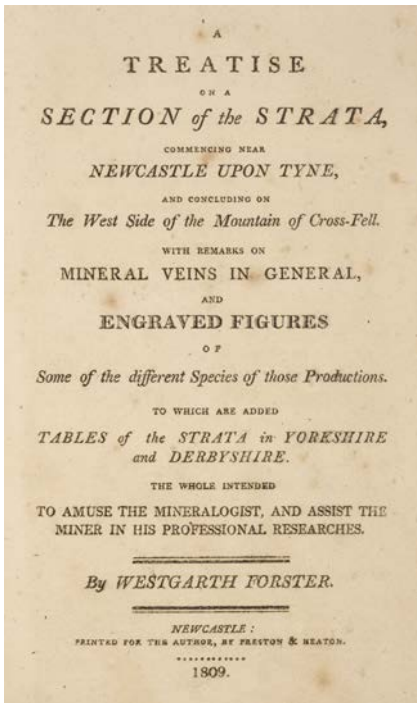 A
TREATISE
ON A
SECTION of the STRATA,
COMMENCING NEAR
NEWCASTLE UPON TYNE,
AND CONCLUDING ON
The West Side of the Mountain of Cross-Fell.
WITH REMARKS ON
MINERAL VEINS IN GENERAL,
AND
ENGRAVED FIGURES
OF
Some of the different Species of those Productions.
TO WHICH ARE ADDED
TABLES of the STRATA in YORKSHIRE
and DERBYSHIRE.
THE WHOLE INTENDED
TO AMUSE THE MINERALOGIST, AND ASSIST THE
MINER IN HIS PROFESSIONAL RESEARCHES.
By WESTGARTH FORSTER.
NEWCASTLE:
PRINTED FOR THE AUTHOR, BY PRESTON & HEATON.
1809.